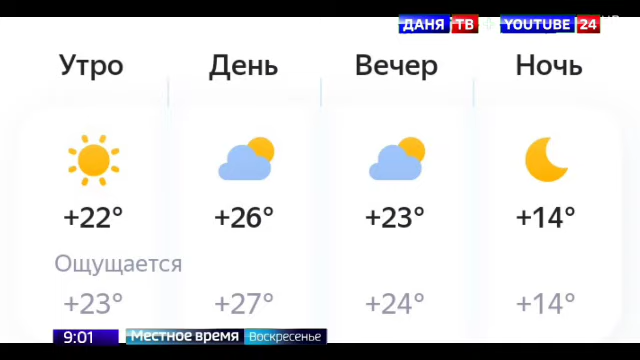 ДАНЯ ТВ YOUTUBE 24
Утро День Вечер Ночь
+22° +26° +23° +14°
Ощущается
+23° +27° +24° +14°
9:01 Местное время Воскресенье